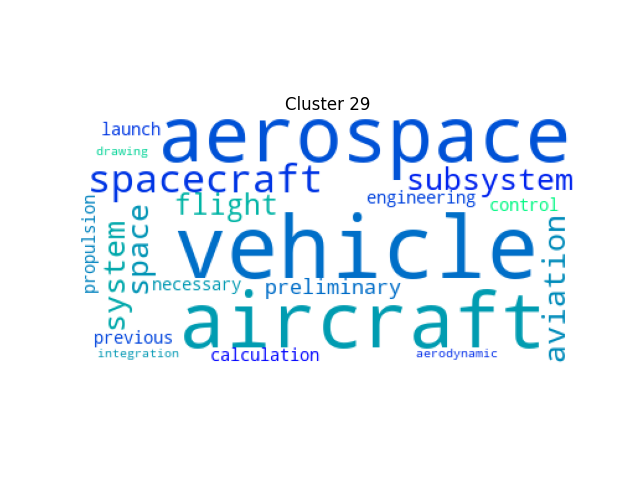 Cluster 29
launch
aerospace
drawing
spacecraft
subsystem
propulsion
flight
engineering
control
system
space
vehicle
aviation
necessary
preliminary
aircraft
previous
integration
calculation
aerodynamic